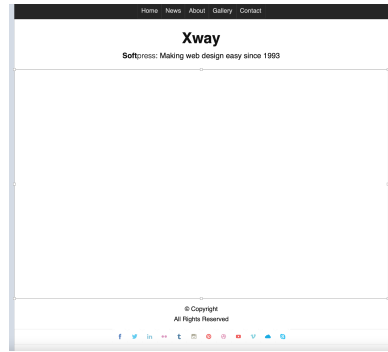 Home News About Gallery Contact
Xway
Softpress: Making web design easy since 1993
© Copyright
All Rights Reserved